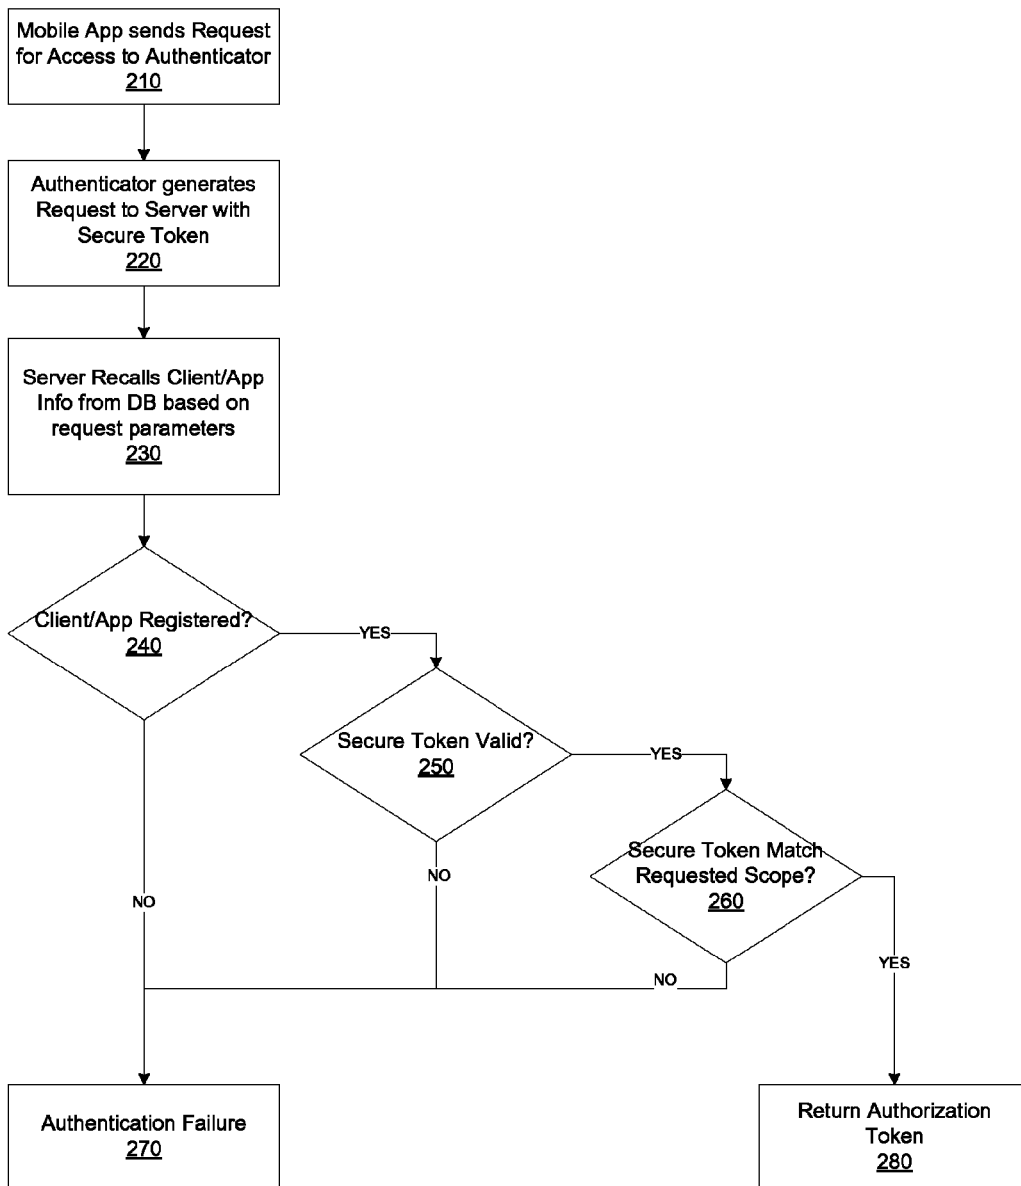 Mobile App sends Request
for Access to Authenticator
210
Authenticator generates
Request to Server with
Secure Token
220
Server Recalls Client/App
Info from DB based on
request parameters
230
Client/App Registered?
240
YES
Secure Token Valid?
250
YES
Secure Token Match
Requested Scope?
260
NO
NO
NO
YES
Authentication Failure
270
Return Authorization
Token
280